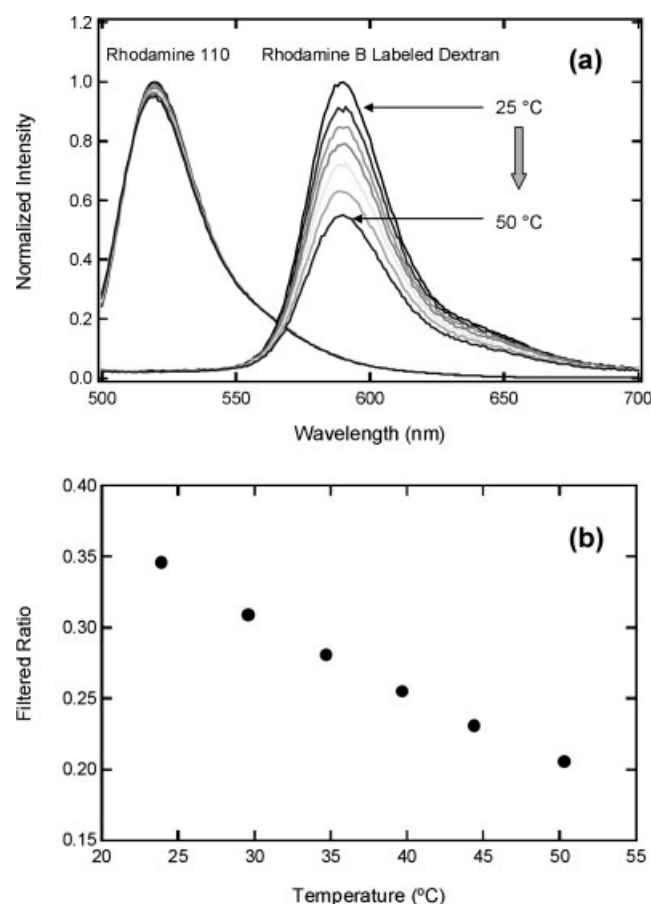 Rhodamine 110 Rhodamine B Labeled Dextran (a)
1.2
1.0
0.8
0.6
0.4
0.2
0.0
Normalized Intensity
25 °C
50 °C
500 550 600 650 700
Wavelength (nm)
(b)
0.40
0.35
0.30
0.25
0.20
0.15
Filtered Ratio
20 25 30 35 40 45 50 55
Temperature (ºC)